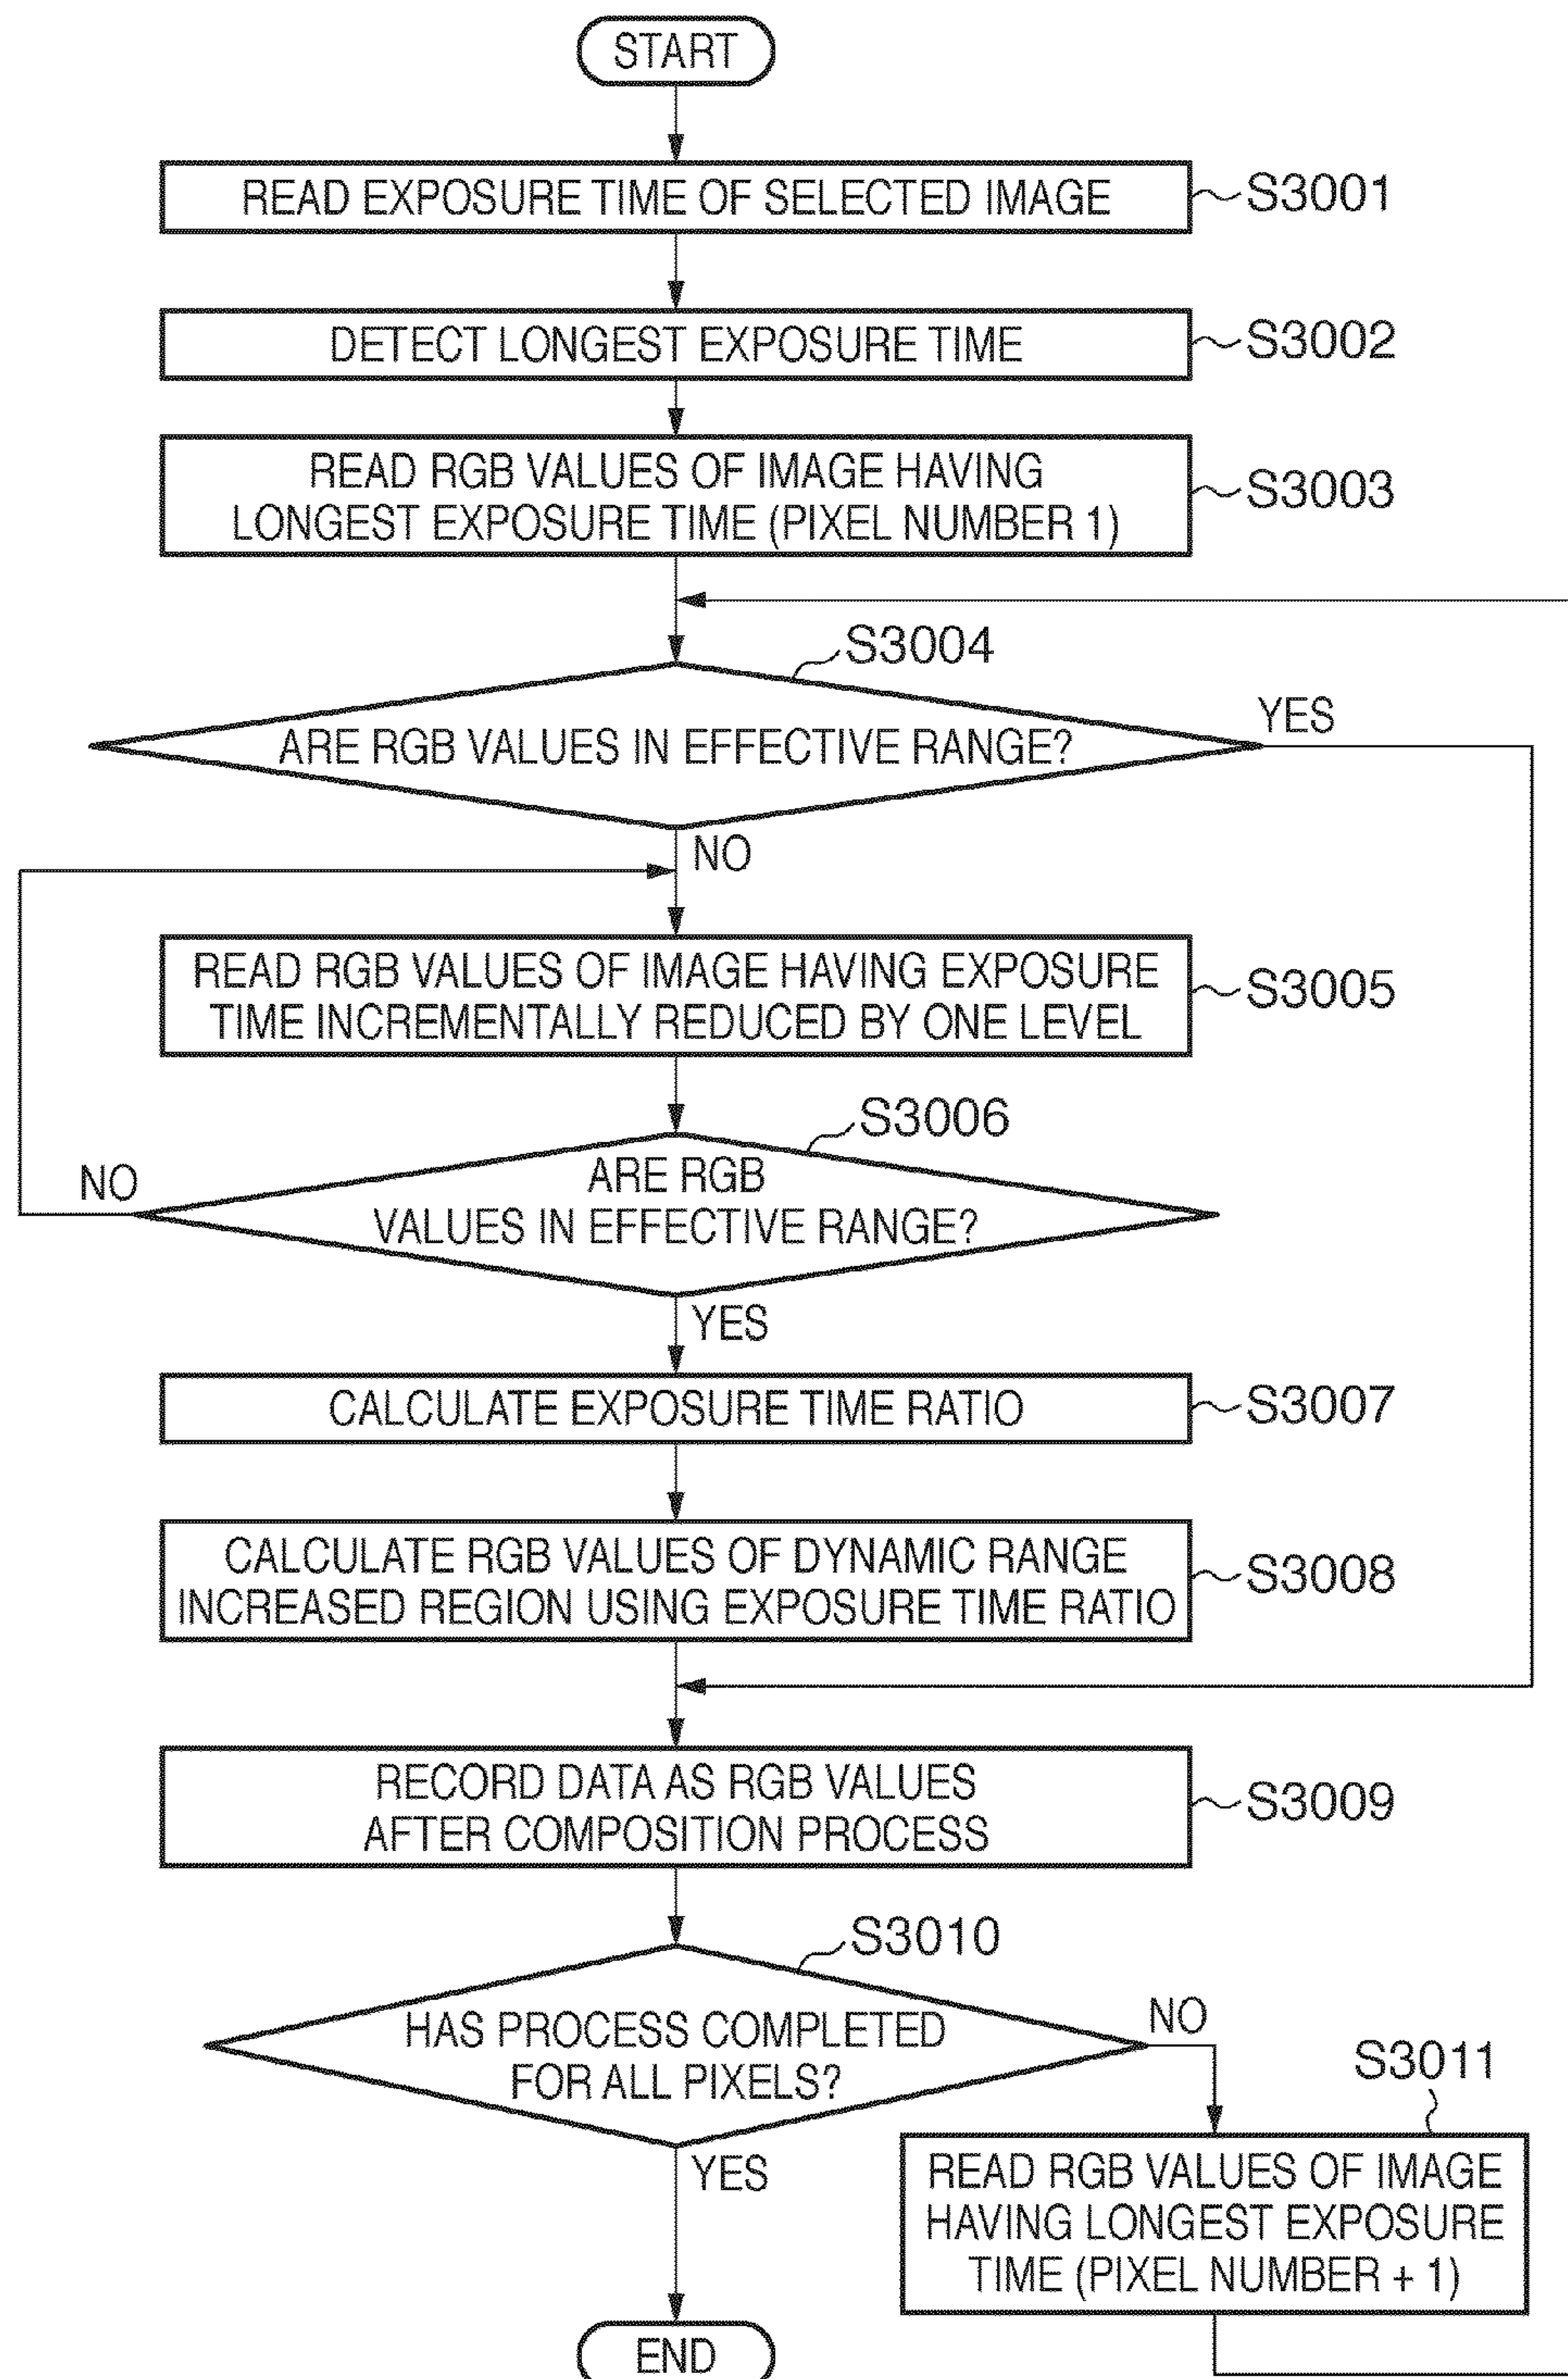 START
READ EXPOSURE TIME OF SELECTED IMAGE
S3001
DETECT LONGEST EXPOSURE TIME
S3002
READ RGB VALUES OF IMAGE HAVING
LONGEST EXPOSURE TIME (PIXEL NUMBER 1)
S3003
S3004
ARE RGB VALUES IN EFFECTIVE RANGE?
YES
NO
READ RGB VALUES OF IMAGE HAVING EXPOSURE
TIME INCREMENTALLY REDUCED BY ONE LEVEL
S3005
S3006
ARE RGB
VALUES IN EFFECTIVE RANGE?
NO
YES
CALCULATE EXPOSURE TIME RATIO
S3007
CALCULATE RGB VALUES OF DYNAMIC RANGE
INCREASED REGION USING EXPOSURE TIME RATIO
S3008
RECORD DATA AS RGB VALUES
AFTER COMPOSITION PROCESS
S3009
S3010
HAS PROCESS COMPLETED
FOR ALL PIXELS?
NO
YES
S3011
READ RGB VALUES OF IMAGE
HAVING LONGEST EXPOSURE
TIME (PIXEL NUMBER + 1)
END